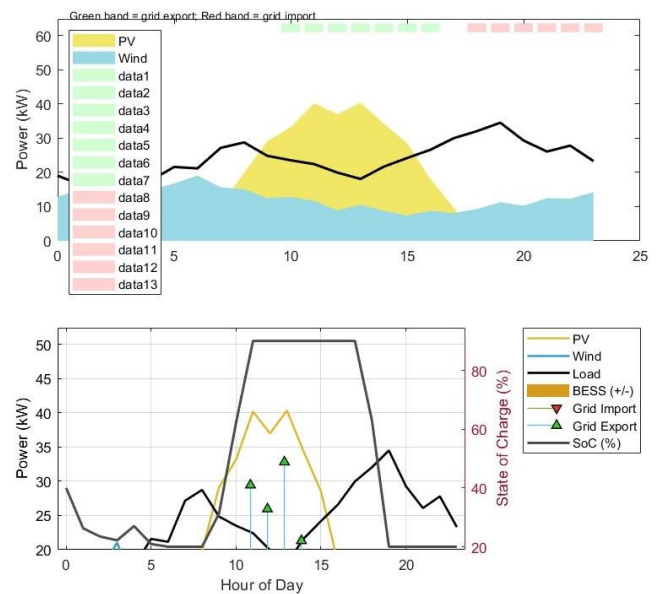 Green band = grid export; Red band = grid import
60
50
40
30
20
10
0
Power (kW)
PV
Wind
data1
data2
data3
data4
data5
data6
data7
data8
data9
data10
data11
data12
data13
0 5 10 15 20 25
50
45
40
35
30
25
20
Power (kW)
80
60
40
20
State of Charge (%)
0 5 10 15 20
Hour of Day
PV
Wind
Load
BESS (+/-)
Grid Import
Grid Export
SoC (%)